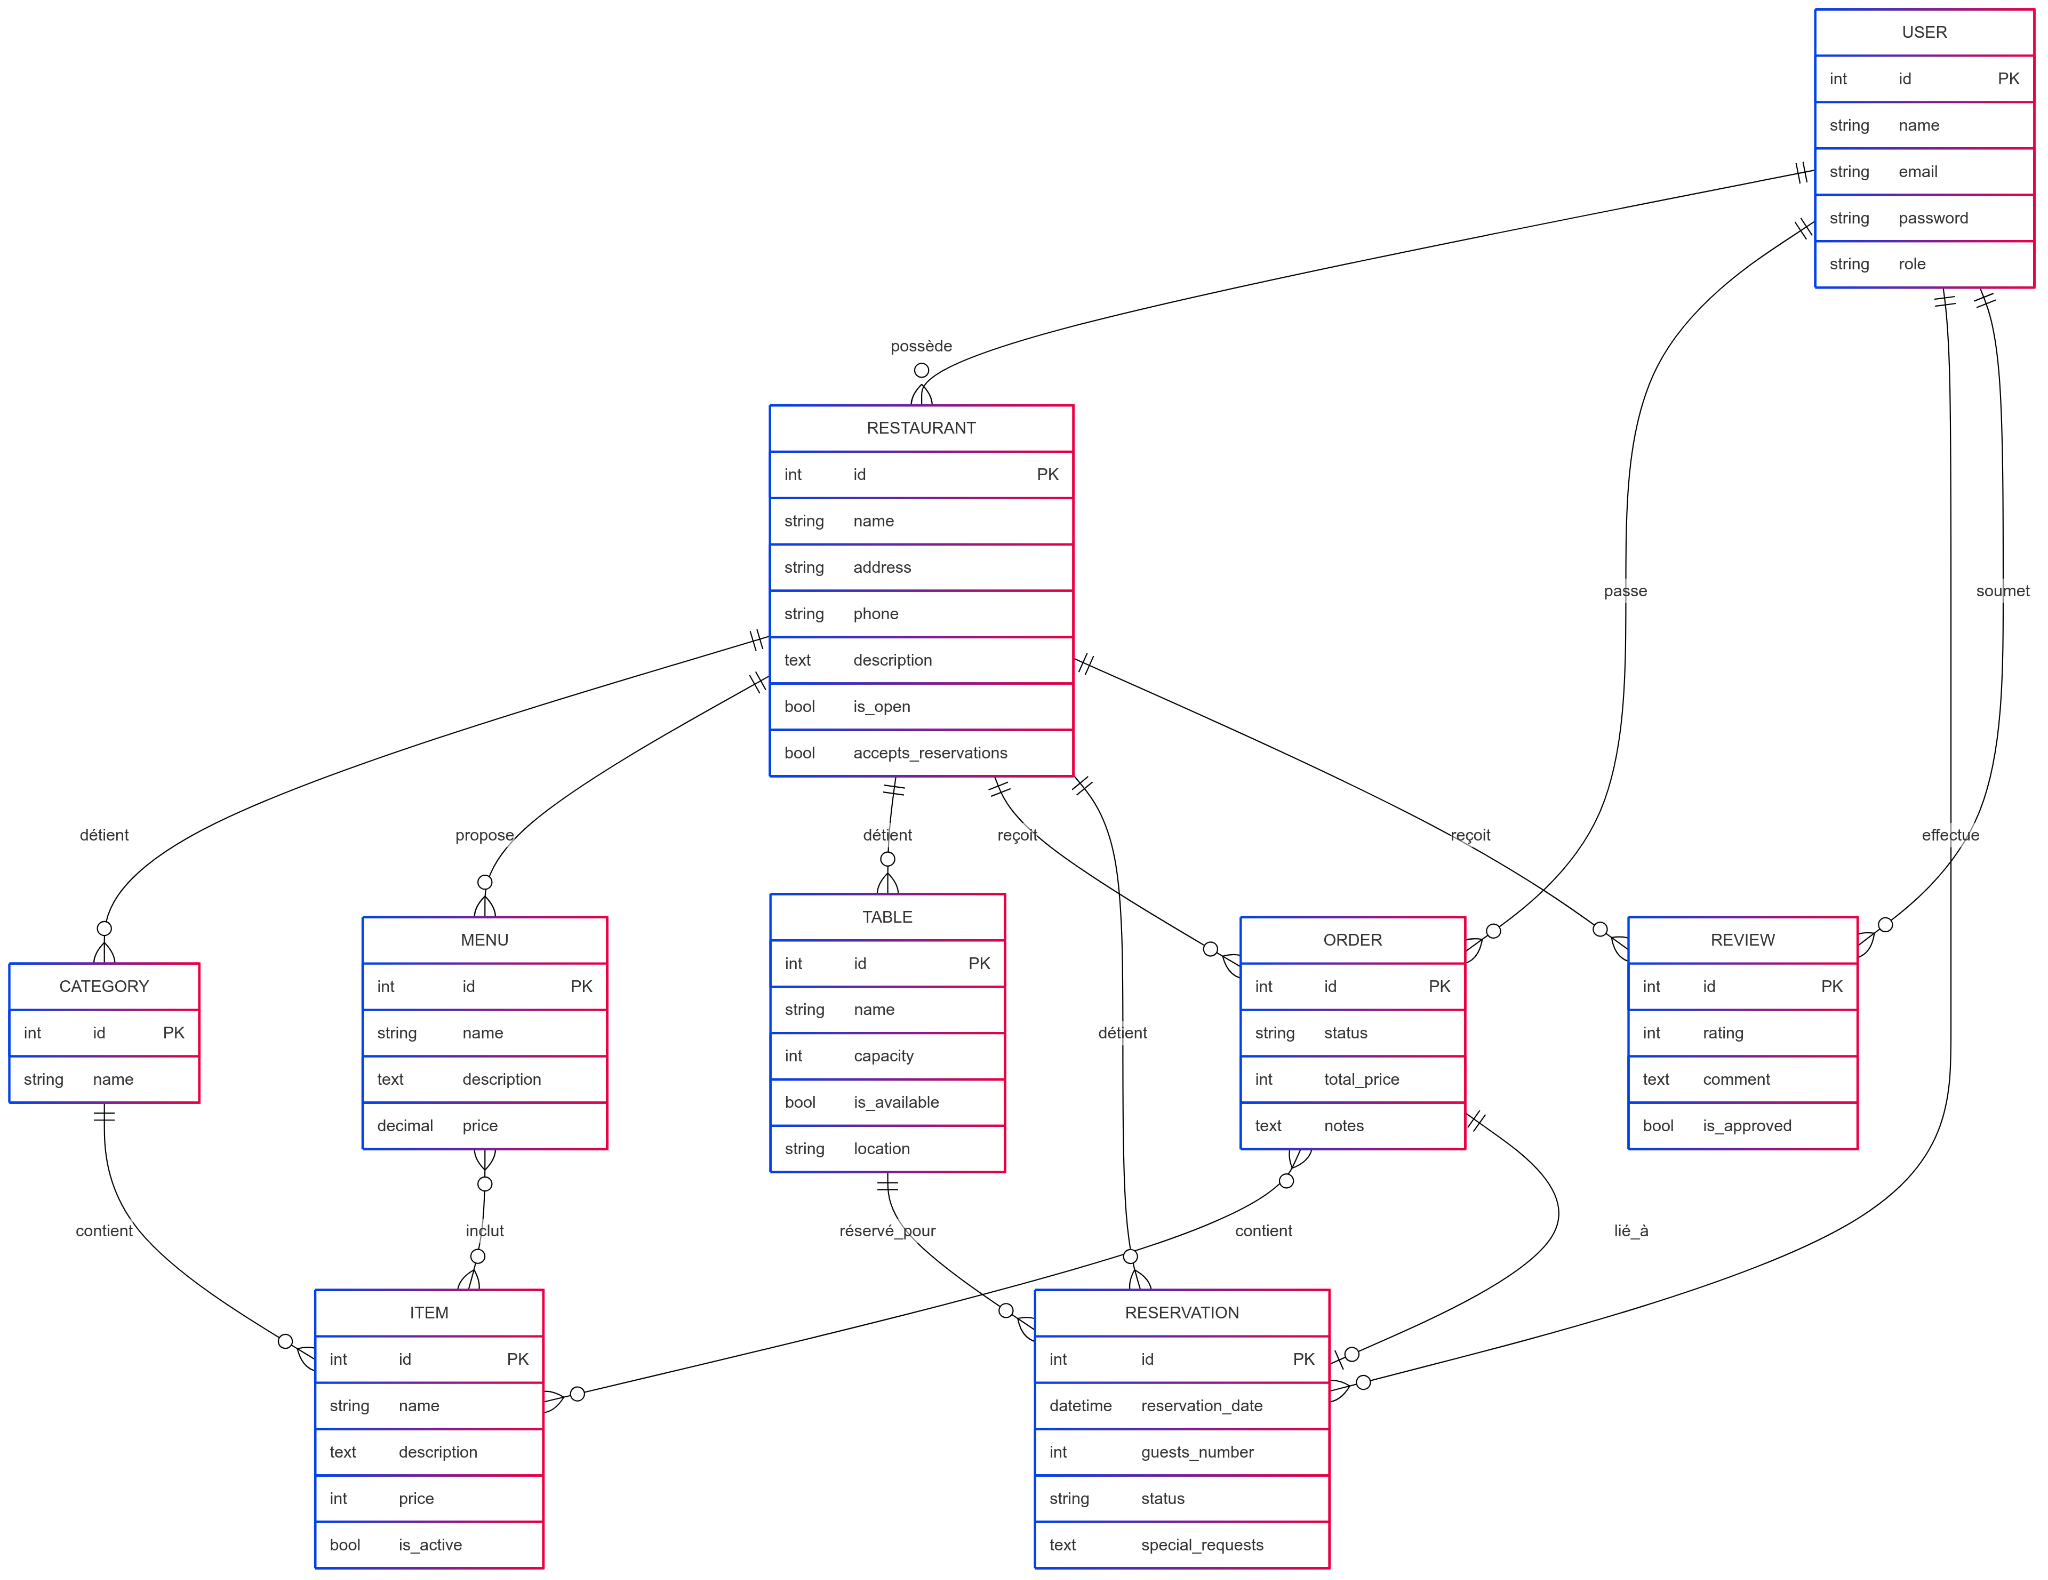 USER
int id PK
string name
string email
string password
string role
possède
RESTAURANT
int id PK
string name
string address
string phone
text description
bool is_open
bool accepts_reservations
passe
soumet
détient
propose
détient
reçoit
reçoit
effectue
CATEGORY
int id PK
string name
MENU
int id PK
string name
text description
decimal price
TABLE
int id PK
string name
int capacity
bool is_available
string location
détient
ORDER
int id PK
string status
int total_price
text notes
REVIEW
int id PK
int rating
text comment
bool is_approved
contient
inclut
réservé_pour
contient
lié_à
ITEM
int id PK
string name
text description
int price
bool is_active
RESERVATION
int id PK
datetime reservation_date
int guests_number
string status
text special_requests